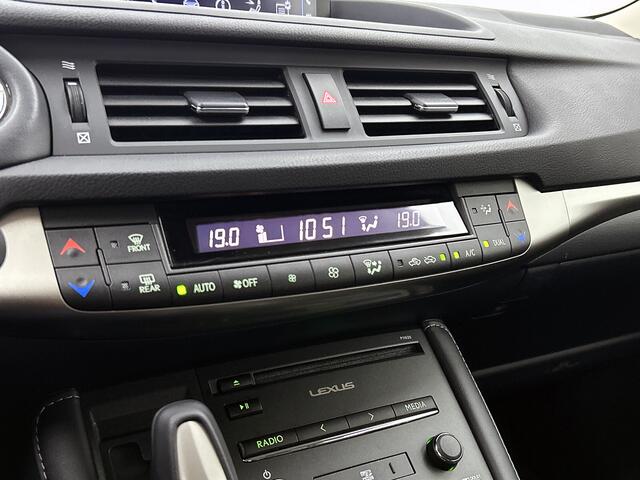 19.0 10 51 19.0
FRONT
REAR AUTO OFF A/C DUAL
LEXUS
RADIO MEDIA